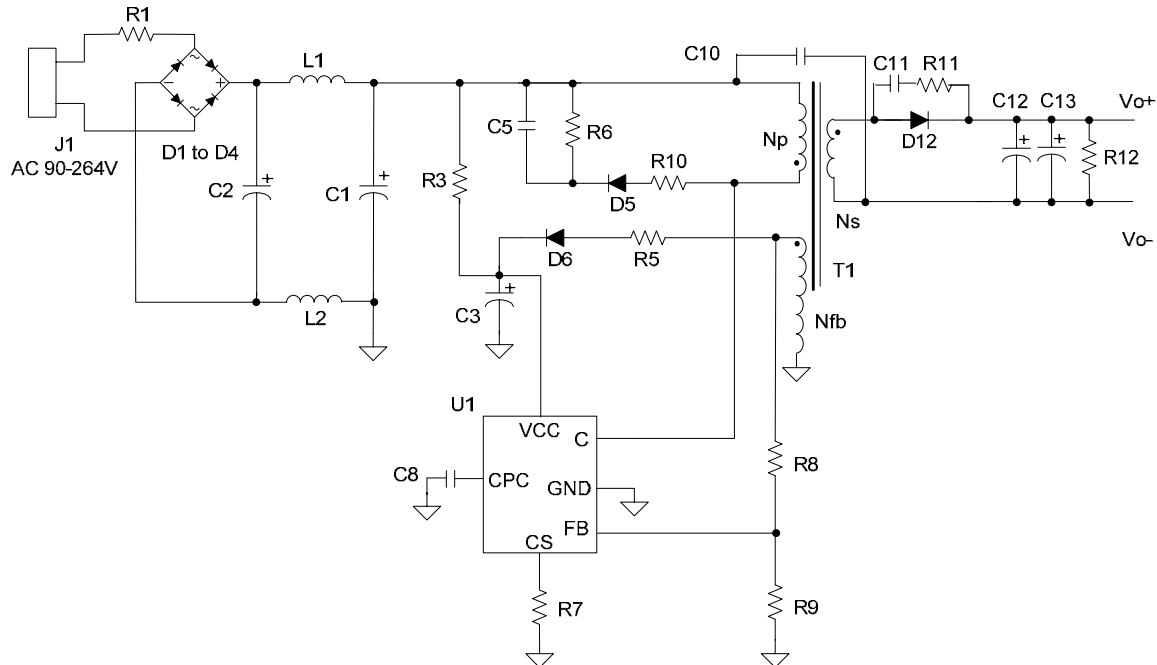 R1
L1
C10
C11 R11
C12 C13 Vo+
J1
AC 90-264V
D1 to D4
C2
C1
R3
C5
R6
R10
D5
Np
D12
R12
Ns
Vo-
D6
R5
T1
L2
C3
Nfb
U1
VCC
C
C8
CPC
GND
R8
FB
CS
R7
R9